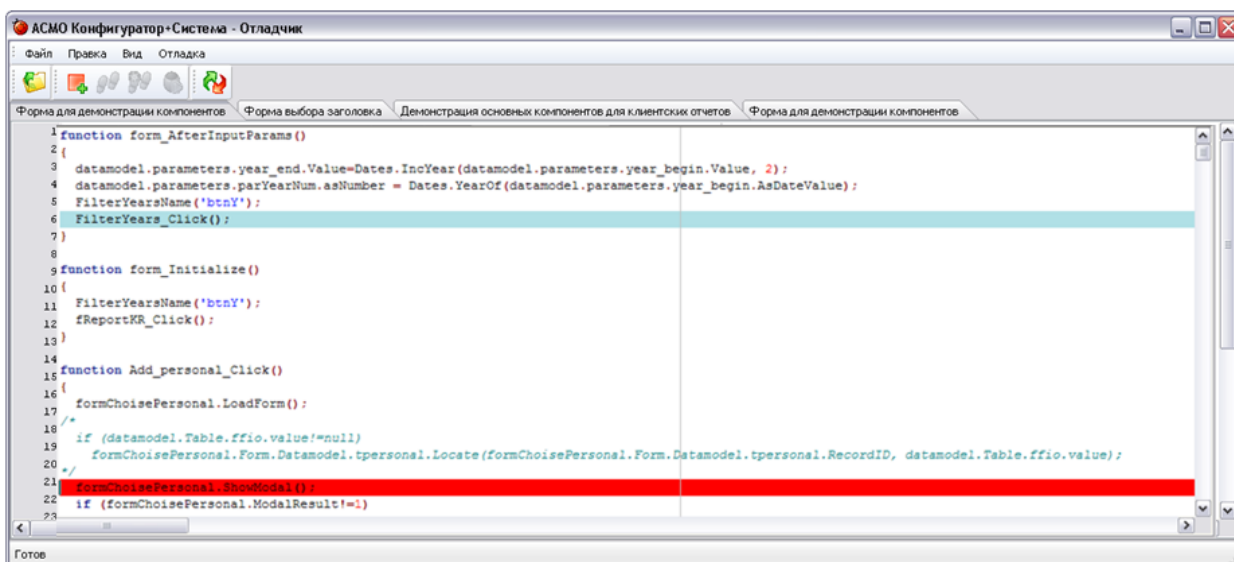 АСМО Конфигуратор+Система - Отладчик
Файл Правка Вид Отладка
Форма для демонстрации компонентов Форма выбора заголовка Демонстрация основных компонентов для клиентских отчетов Форма для демонстрации компонентов
1 function form_AfterInputParams()
2 {
3 datamodel.parameters.year_end.Value=Dates.IncYear(datamodel.parameters.year_begin.Value, 2);
4 datamodel.parameters.parYearNum.asNumber = Dates.YearOf(datamodel.parameters.year_begin.AsDateValue);
5 FilterYearsName('btnY');
6 FilterYears_Click();
7 }
8
9 function form_Initialize()
10 {
11 FilterYearsName('btnY');
12 fReportKR_Click();
13 }
14
15 function Add_personal_Click()
16 {
17 formChoisePersonal.LoadForm();
18 /*
19 if (datamodel.Table.ffio.value!=null)
20 formChoisePersonal.Form.Datamodel.tpersonal.Locate(formChoisePersonal.Form.Datamodel.tpersonal.RecordID, datamodel.Table.ffio.value);
*/
21 formChoisePersonal.ShowModal();
22 if (formChoisePersonal.ModalResult!=1)
23
Готов